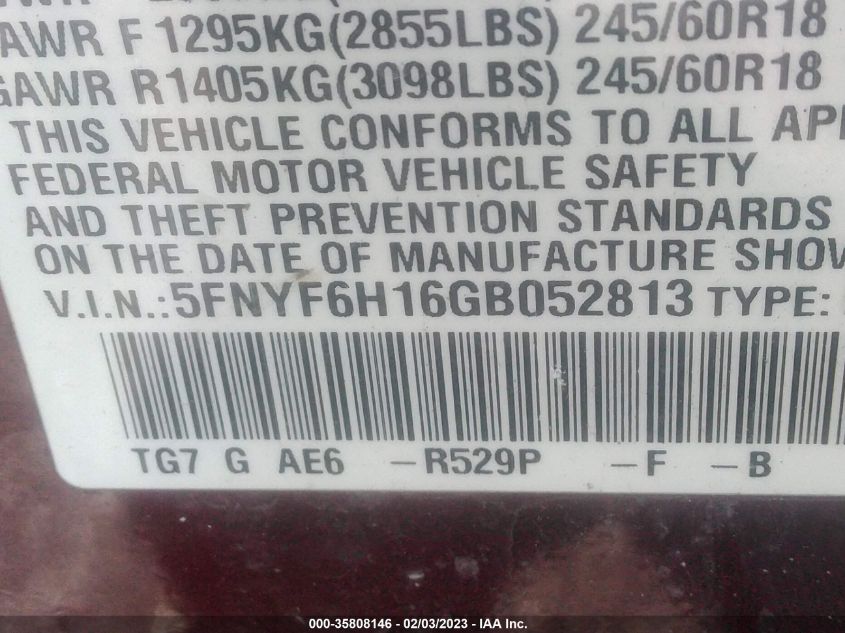 GAWR F 1295KG(2855LBS) 245/60R18
GAWR R1405KG(3098LBS) 245/60R18
THIS VEHICLE CONFORMS TO ALL
FEDERAL MOTOR VEHICLE SAFETY
AND THEFT PREVENTION STANDARDS
ON THE DATE OF MANUFACTURE
V.I.N.:5FNYF6H16GB052813 TYPE:
TG7 G AE6 –R529P –F –B
000-35808146 — 02/03/2023 — IAA Inc.